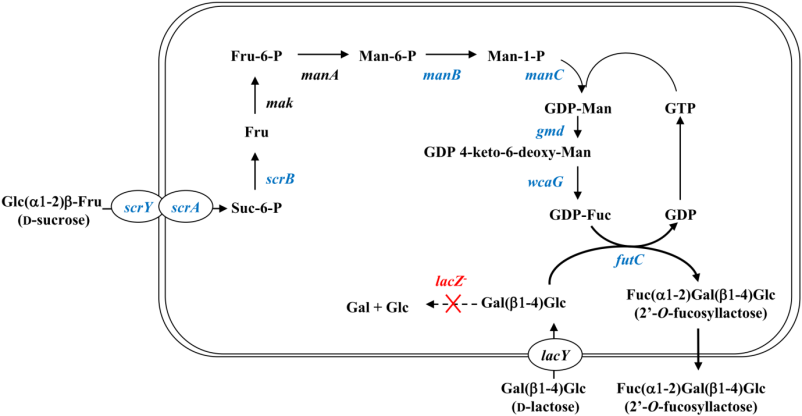 Fru-6-P
Man-6-P
Man-1-P
manA
manB
manC
mak
GDP-Man
GTP
Fru
gmd
GDP 4-keto-6-deoxy-Man
scrB
wcaG
Glc(α1-2)β-Fru
(D-sucrose)
scrY
scrA
Suc-6-P
GDP-Fuc
GDP
futC
lacZ-
Gal + Glc
Gal(β1-4)Glc
Fuc(α1-2)Gal(β1-4)Glc
(2’-O-fucosyllactose)
lacY
Gal(β1-4)Glc
(D-lactose)
Fuc(α1-2)Gal(β1-4)Glc
(2’-O-fucosyllactose)